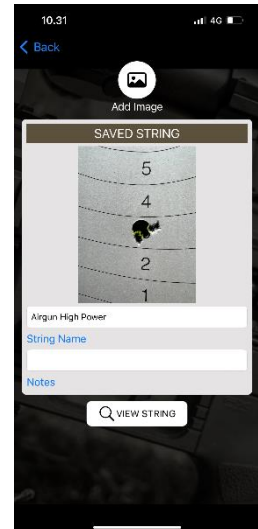 10.31 4G
Back
Add Image
SAVED STRING
5
4
2
1
Airgun High Power
String Name
Notes
VIEW STRING